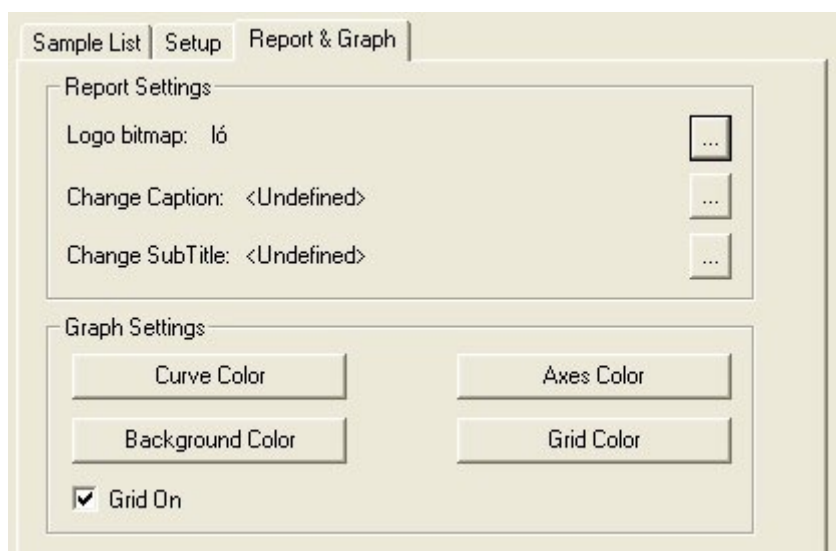 Sample List Setup Report & Graph
Report Settings
Logo bitmap: ló ...
Change Caption: <Undefined> ...
Change SubTitle: <Undefined> ...
Graph Settings
Curve Color Axes Color
Background Color Grid Color
Grid On